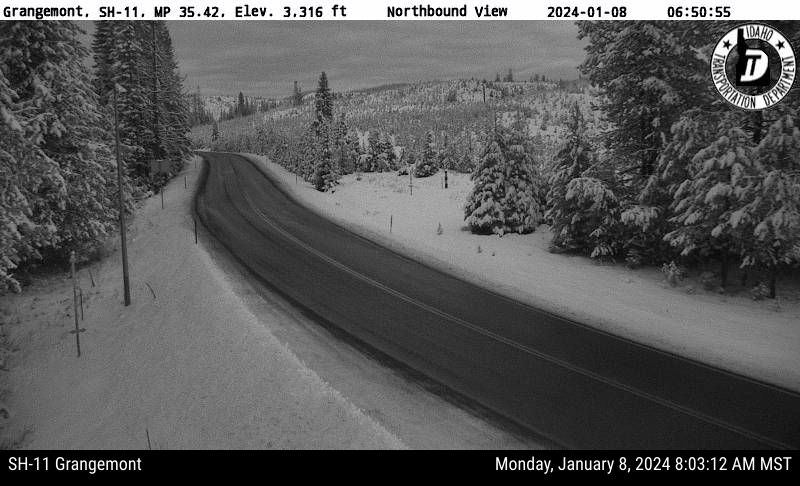 Grangemont, SH-11, MP 35.42, Elev. 3,316 ft Northbound View 2024-01-08 06:50:55
IDAHO
TRANSPORTATION DEPARTMENT
SH-11 Grangemont Monday, January 8, 2024 8:03:12 AM MST